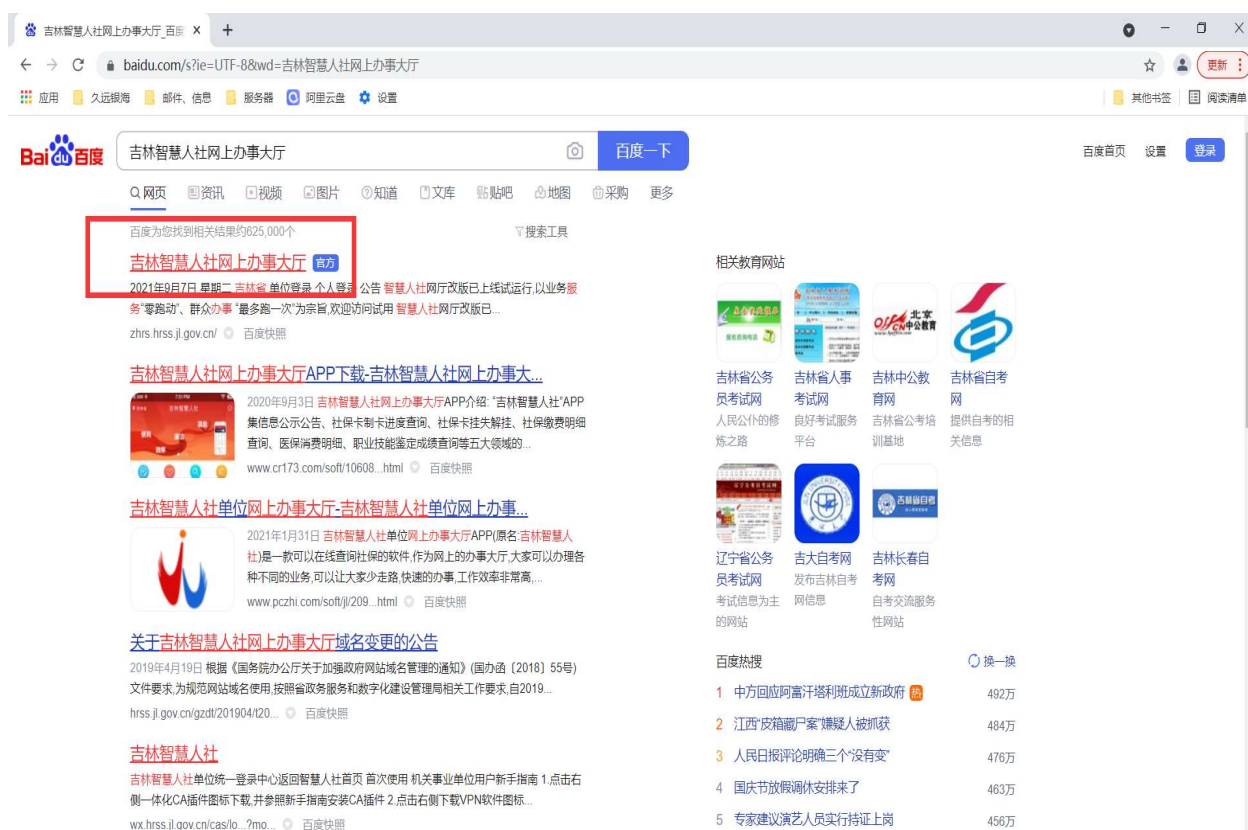 吉林智慧人社网上办事大厅_百度
baidu.com/s?ie=UTF-8&wd=吉林智慧人社网上办事大厅
更新
应用 久远银海 邮件、信息 服务器 阿里云盘 设置
其他书签 阅读清单
Bai du 百度
吉林智慧人社网上办事大厅
百度一下
百度首页 设置 登录
网页 资讯 视频 图片 知道 文库 贴吧 地图 采购 更多
百度为您找到相关结果约625,000个
搜索工具
吉林智慧人社网上办事大厅 官方
2021年9月7日 星期二 吉林省 单位登录 个人登录 公告 智慧人社网厅改版已上线试运行,以业务服
务“零跑动”、群众办事 “最多跑一次”为宗旨,欢迎访问试用 智慧人社网厅改版已...
zhrs.hrss.jl.gov.cn/ 百度快照
吉林智慧人社网上办事大厅APP下载-吉林智慧人社网上办事大...
2020年9月3日 吉林智慧人社网上办事大厅APP介绍: “吉林智慧人社”APP
集信息公示公告、社保卡制卡进度查询、社保卡挂失解挂、社保缴费明细
查询、医保消费明细、职业技能鉴定成绩查询等五大领域的...
www.cr173.com/soft/10608...html 百度快照
吉林智慧人社单位网上办事大厅-吉林智慧人社单位网上办事...
2021年1月31日 吉林智慧人社单位网上办事大厅APP(原名:吉林智慧人
社)是一款可以在线查询社保的软件,作为网上的办事大厅,大家可以办理各
种不同的业务,可以让大家少走路,快速的办事,工作效率非常高,...
www.pczhi.com/soft/jl/209...html 百度快照
关于吉林智慧人社网上办事大厅域名变更的公告
2019年4月19日 根据《国务院办公厅关于加强政府网站域名管理的通知》(国办函〔2018〕55号)
文件要求,为规范网站域名使用,按照省政务服务和数字化建设管理局相关工作要求,自2019...
hrss.jl.gov.cn/gzdt/201904/t20... 百度快照
吉林智慧人社
吉林智慧人社单位统一登录中心返回智慧人社首页 首次使用 机关事业单位用户新手指南 1.点击右
侧一体化CA插件图标下载,并参照新手指南安装CA插件 2.点击右侧下载VPN软件图标...
wx.hrss.jl.gov.cn/cas/lo...?mo... 百度快照
相关教育网站
吉林省公务
员考试网
人民公仆的修
炼之路
吉林省人事
考试网
良好考试服务
平台
吉林中公教
育网
吉林省公考培
训基地
吉林省自考
网
提供自考的相
关信息
辽宁省公务
员考试网
考试信息为主
的网站
吉大自考网
发布吉林自考
网信息
吉林长春自
考网
自考交流服务
性网站
百度热搜
换一换
1 中方回应阿富汗塔利班成立新政府 热 492万
2 江西“皮箱藏尸案”嫌疑人被抓获 484万
3 人民日报评论明确三个“没有变” 476万
4 国庆节放假调休安排来了 463万
5 专家建议演艺人员实行持证上岗 456万